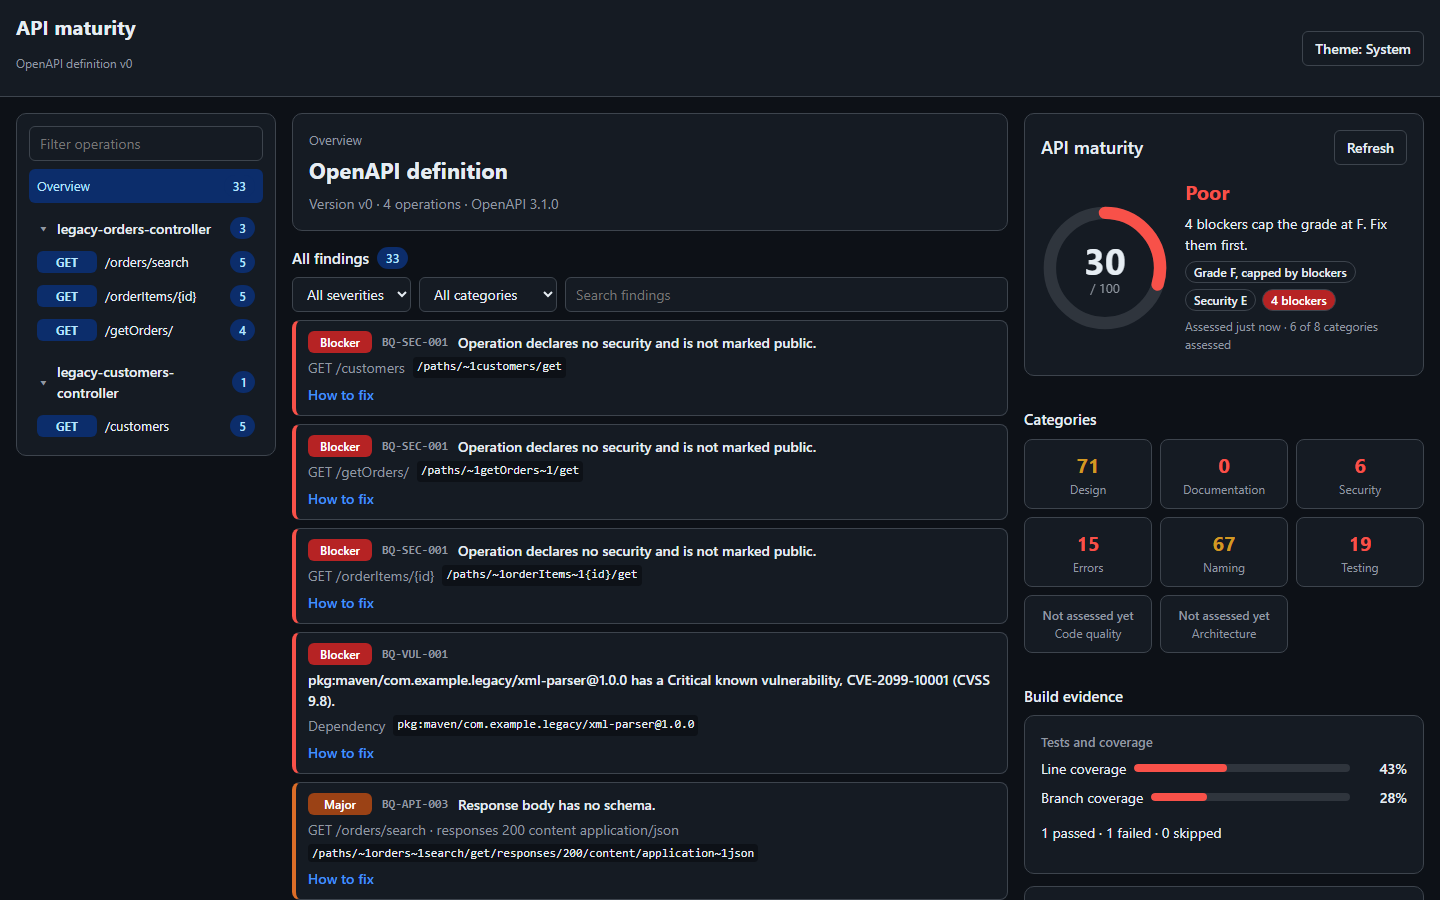 API maturity
OpenAPI definition v0
Theme: System
Filter operations
Overview 33
legacy-orders-controller 3
GET /orders/search 5
GET /orderItems/{id} 5
GET /getOrders/ 4
legacy-customers-
controller 1
GET /customers 5
Overview
OpenAPI definition
Version v0 · 4 operations · OpenAPI 3.1.0
All findings 33
All severities All categories Search findings
Blocker BQ-SEC-001 Operation declares no security and is not marked public.
GET /customers /paths/~1customers/get
How to fix
Blocker BQ-SEC-001 Operation declares no security and is not marked public.
GET /getOrders/ /paths/~1getOrders~1/get
How to fix
Blocker BQ-SEC-001 Operation declares no security and is not marked public.
GET /orderItems/{id} /paths/~1orderItems~1{id}/get
How to fix
Blocker BQ-VUL-001
pkg:maven/com.example.legacy/xml-parser@1.0.0 has a Critical known vulnerability, CVE-2099-10001 (CVSS
9.8).
Dependency pkg:maven/com.example.legacy/xml-parser@1.0.0
How to fix
Major BQ-API-003 Response body has no schema.
GET /orders/search · responses 200 content application/json
/paths/~1orders~1search/get/responses/200/content/application~1json
How to fix
API maturity
Refresh
30
/ 100
Poor
4 blockers cap the grade at F. Fix
them first.
Grade F, capped by blockers
Security E 4 blockers
Assessed just now · 6 of 8 categories
assessed
Categories
71
Design
0
Documentation
6
Security
15
Errors
67
Naming
19
Testing
Not assessed yet
Code quality
Not assessed yet
Architecture
Build evidence
Tests and coverage
Line coverage 43%
Branch coverage 28%
1 passed · 1 failed · 0 skipped